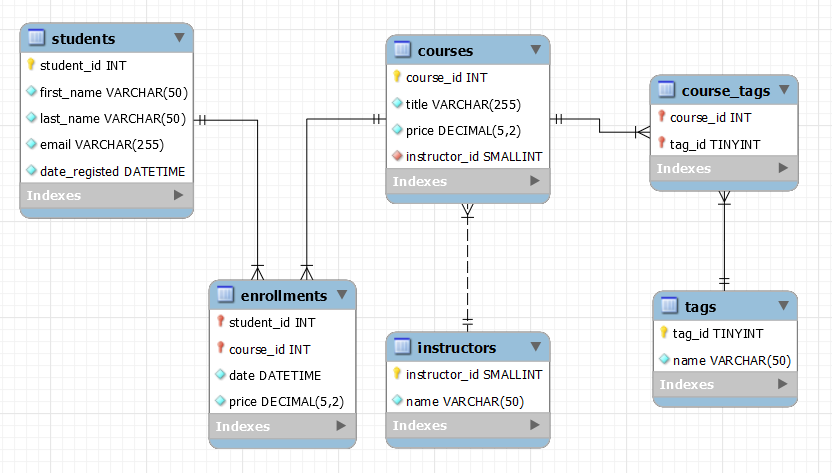 students
student_id INT
first_name VARCHAR(50)
last_name VARCHAR(50)
email VARCHAR(255)
date_registed DATETIME
Indexes
courses
course_id INT
title VARCHAR(255)
price DECIMAL(5,2)
instructor_id SMALLINT
Indexes
course_tags
course_id INT
tag_id TINYINT
Indexes
enrollments
student_id INT
course_id INT
date DATETIME
price DECIMAL(5,2)
Indexes
instructors
instructor_id SMALLINT
name VARCHAR(50)
Indexes
tags
tag_id TINYINT
name VARCHAR(50)
Indexes